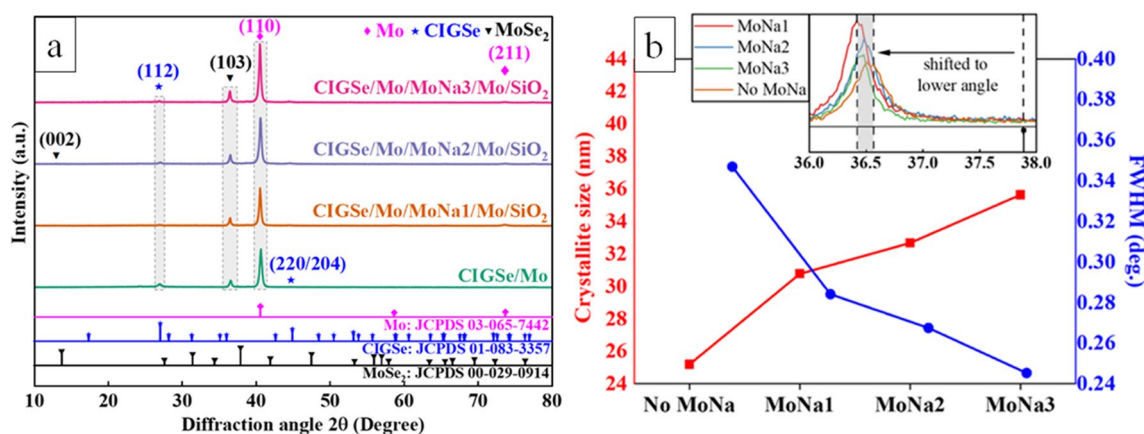 a
(110)
♦ Mo ★ CIGSe ▼ MoSe2
(211)
(103)
(112)
CIGSe/Mo/MoNa3/Mo/SiO2
(002)
CIGSe/Mo/MoNa2/Mo/SiO2
CIGSe/Mo/MoNa1/Mo/SiO2
(220/204)
CIGSe/Mo
Mo: JCPDS 03-065-7442
CIGSe: JCPDS 01-083-3357
MoSe2: JCPDS 00-029-0914
10 20 30 40 50 60 70 80
Diffraction angle 2θ (Degree)
Intensity (a.u.)
b
MoNa1
MoNa2
MoNa3
No MoNa
shifted to
lower angle
36.0 36.5 37.0 37.5 38.0
44
42
40
38
36
34
32
30
28
26
24
Crystallite size (nm)
0.40
0.38
0.36
0.34
0.32
0.30
0.28
0.26
0.24
FWHM (deg.)
No MoNa MoNa1 MoNa2 MoNa3